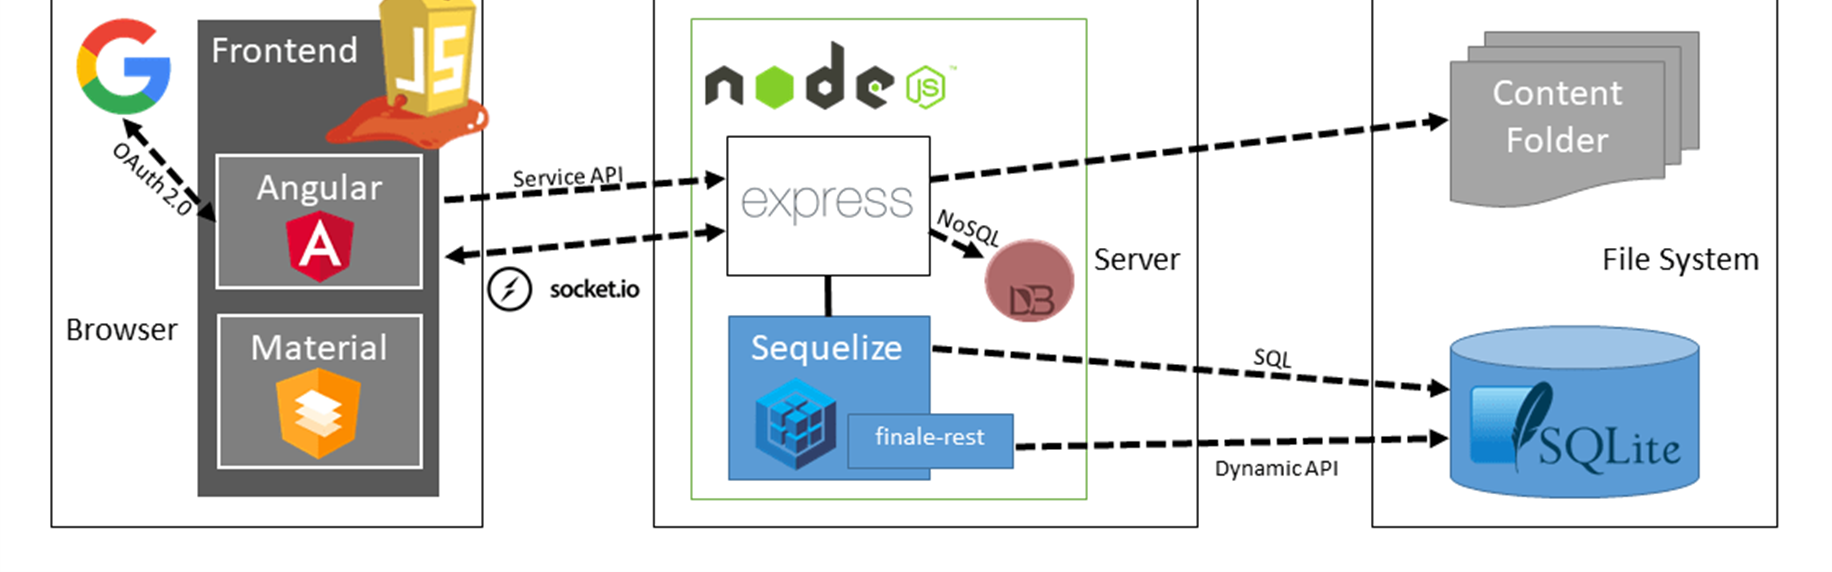 Frontend
JS
OAuth 2.0
Angular
A
Browser
Material
Service API
socket.io
node
JS
™
express
NoSQL
DB
Server
Sequelize
finale-rest
SQL
Dynamic API
Content
Folder
File System
SQLite